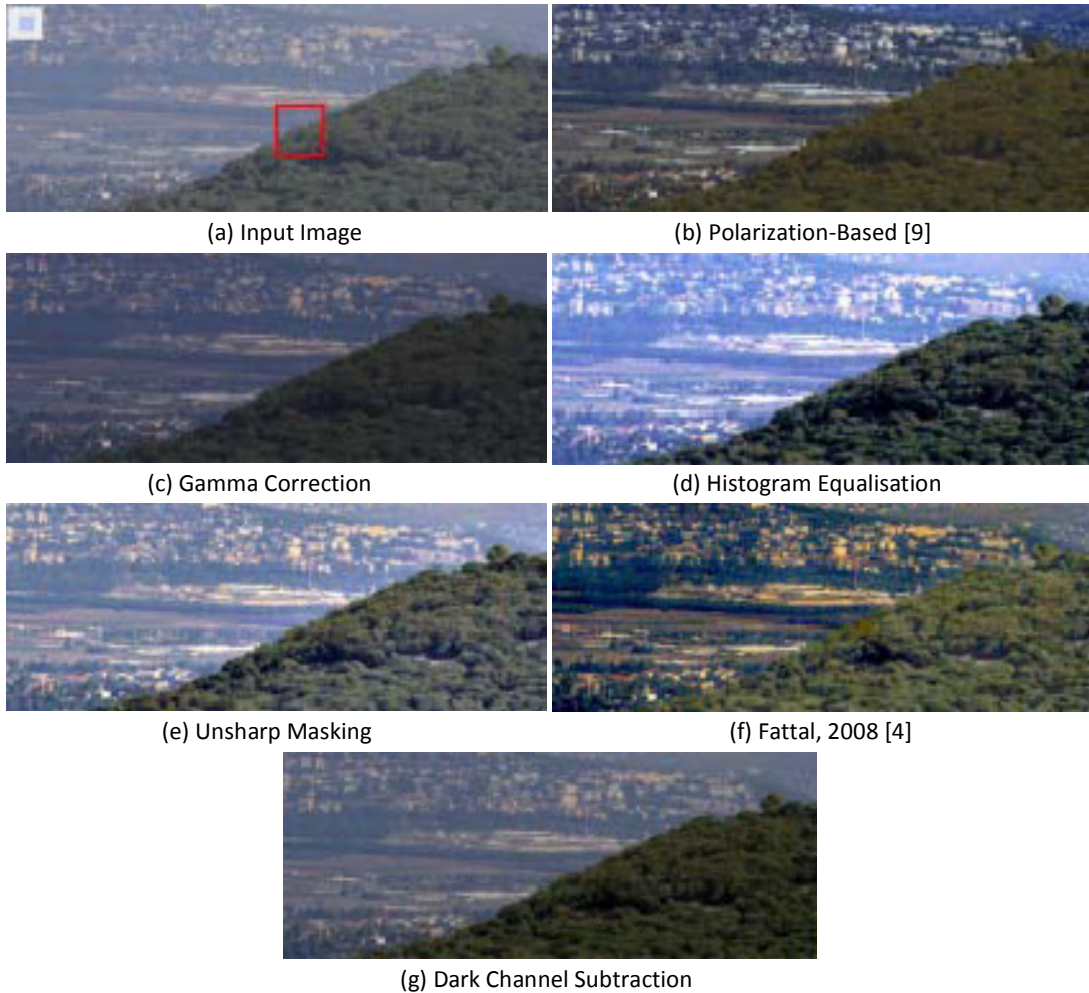 (a) Input Image
(b) Polarization-Based [9]
(c) Gamma Correction
(d) Histogram Equalisation
(e) Unsharp Masking
(f) Fattal, 2008 [4]
(g) Dark Channel Subtraction